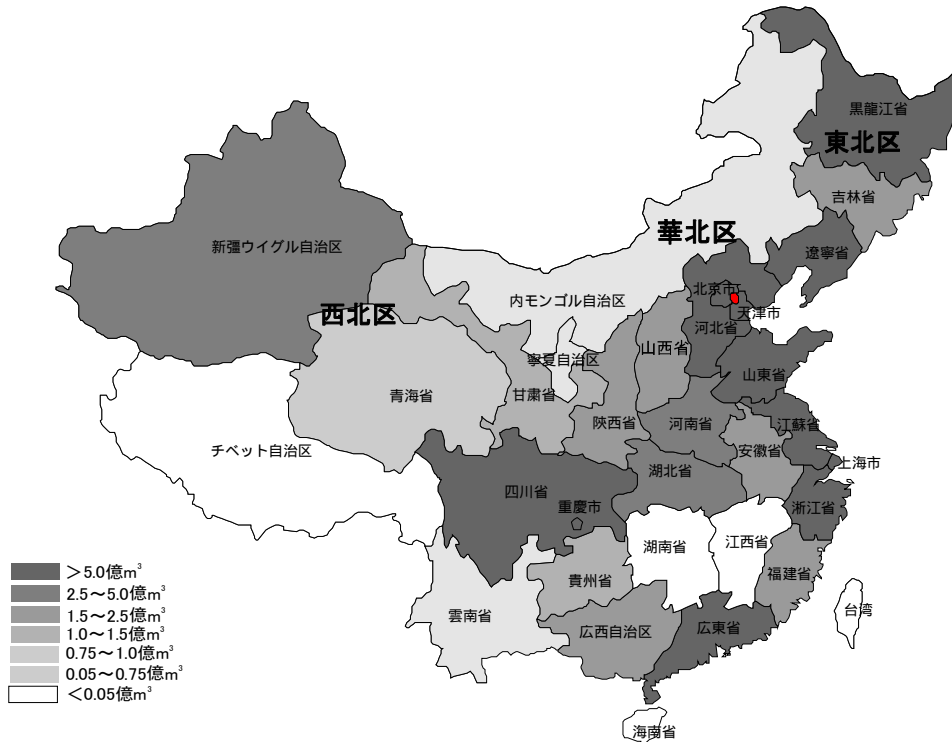 黒龍江省
東北区
吉林省
華北区
遼寧省
新疆ウイグル自治区
北京市
内モンゴル自治区
天津市
西北区
河北省
山西省
寧夏自治区
山東省
青海省
甘粛省
陝西省
河南省
江蘇省
チベット自治区
安徽省
上海市
湖北省
四川省
重慶市
淅江省
湖南省
江西省
福建省
貴州省
雲南省
台湾
広西自治区
広東省
海南省
>5.0億m³
2.5~5.0億m³
1.5~2.5億m³
1.0~1.5億m³
0.75~1.0億m³
0.05~0.75億m³
<0.05億m³